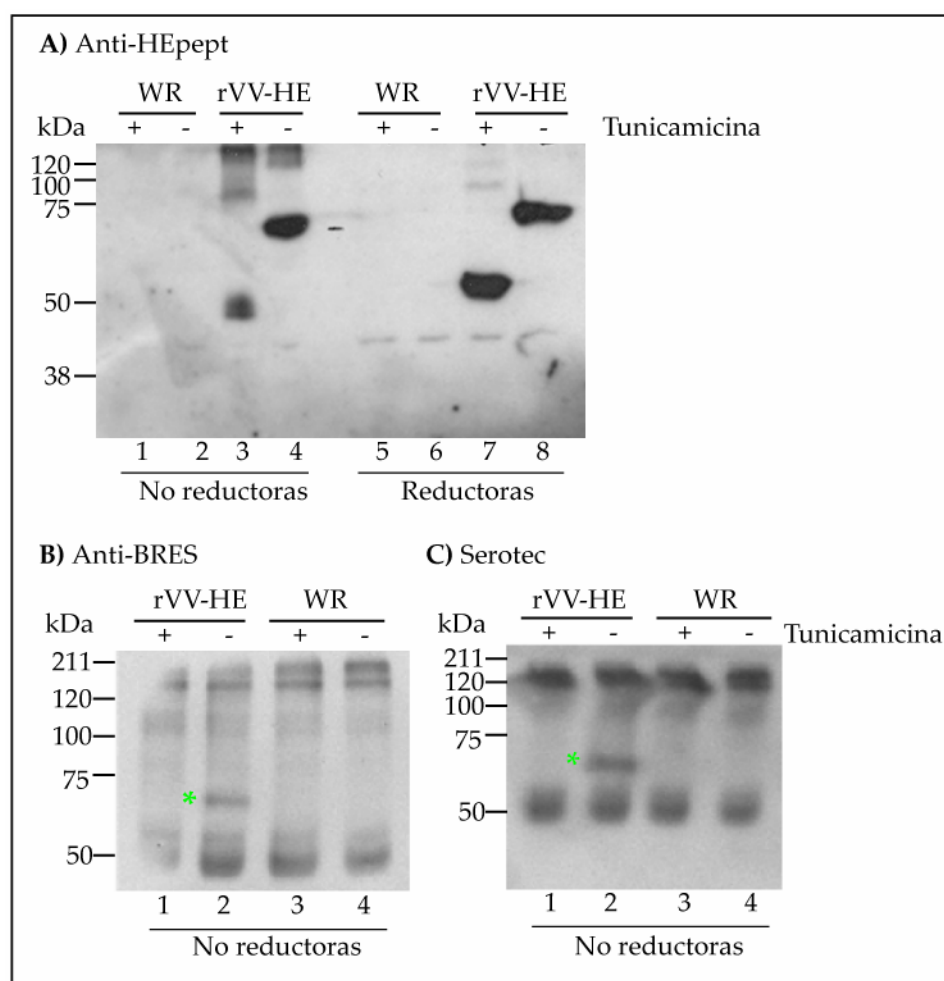 A) Anti-HEpept
WR rVV-HE WR rVV-HE
kDa + - + - + - + - Tunicamicina
120
100
75
50
38
1 2 3 4 5 6 7 8
No reductoras Reductoras
B) Anti-BRES
rVV-HE WR
kDa + - + -
211
120
100
75
*
50
1 2 3 4
No reductoras
C) Serotec
rVV-HE WR
kDa + - + - Tunicamicina
211
120
100
75
*
50
1 2 3 4
No reductoras